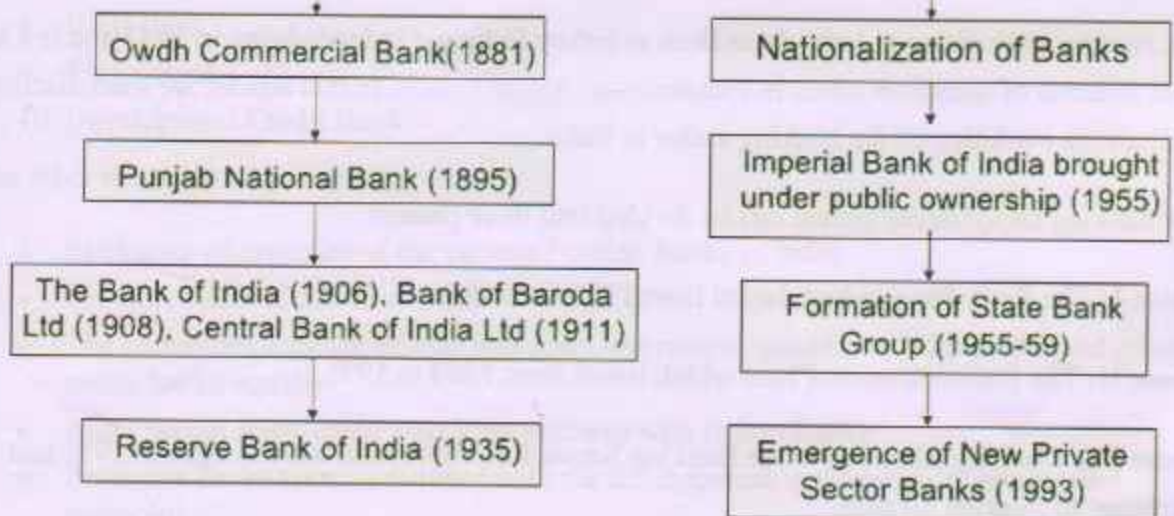 Owdh Commercial Bank(1881)
Punjab National Bank (1895)
The Bank of India (1906), Bank of Baroda
Ltd (1908), Central Bank of India Ltd (1911)
Reserve Bank of India (1935)
Nationalization of Banks
Imperial Bank of India brought
under public ownership (1955)
Formation of State Bank
Group (1955-59)
Emergence of New Private
Sector Banks (1993)